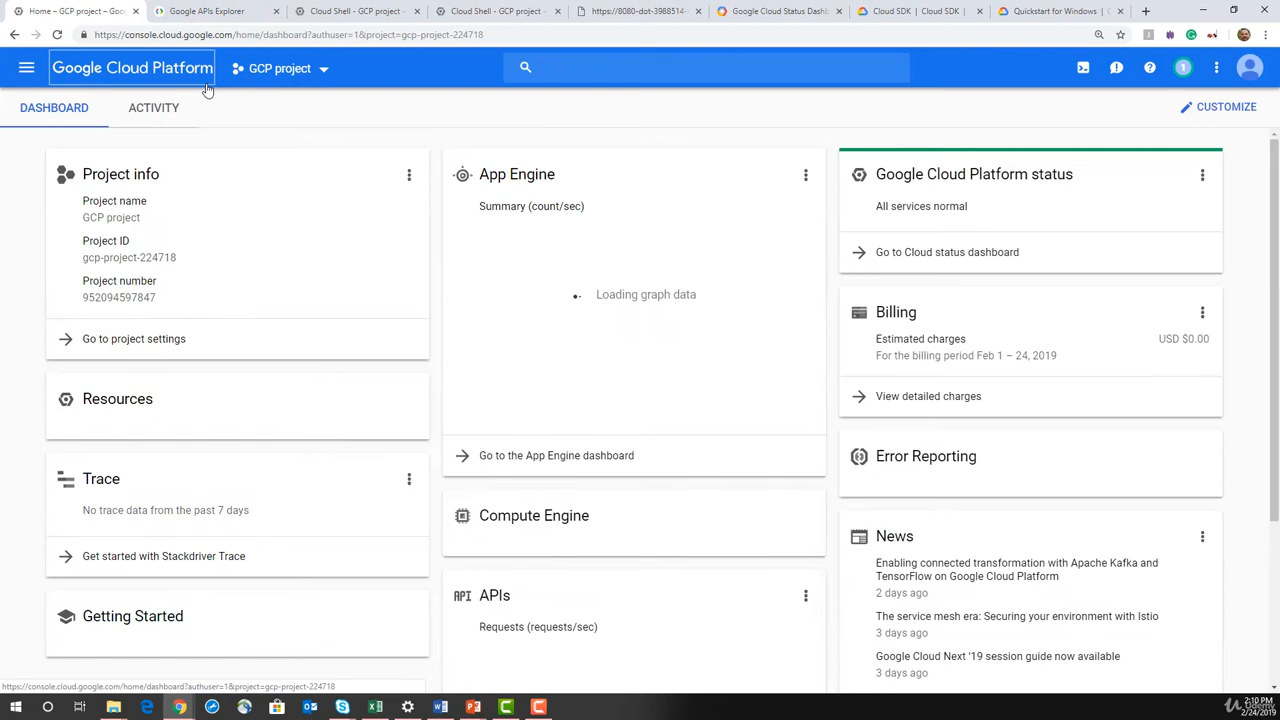 Home – GCP project –
Google APIs Explorer
Cloud Shell - GCP project -
Cloud Shell - GCP project -
https://8080-dot-3988514-
Google Cloud Status Dashb
Cloud SDK | Cloud SDK |
Quickstart for Windows | C
https://console.cloud.google.com/home/dashboard?authuser=1&project=gcp-project-224718
Google Cloud Platform
GCP project
1
DASHBOARD
ACTIVITY
CUSTOMIZE
Project info
Project name
GCP project
Project ID
gcp-project-224718
Project number
952094597847
Go to project settings
Resources
Trace
No trace data from the past 7 days
Get started with Stackdriver Trace
Getting Started
App Engine
Summary (count/sec)
Loading graph data
Go to the App Engine dashboard
Compute Engine
API APIs
Requests (requests/sec)
Google Cloud Platform status
All services normal
Go to Cloud status dashboard
Billing
Estimated charges
USD $0.00
For the billing period Feb 1 – 24, 2019
View detailed charges
Error Reporting
News
Enabling connected transformation with Apache Kafka and
TensorFlow on Google Cloud Platform
2 days ago
The service mesh era: Securing your environment with Istio
3 days ago
Google Cloud Next '19 session guide now available
3 days ago
https://console.cloud.google.com/home/dashboard?authuser=1&project=gcp-project-224718
2:10 PM
2/24/2019
Udemy